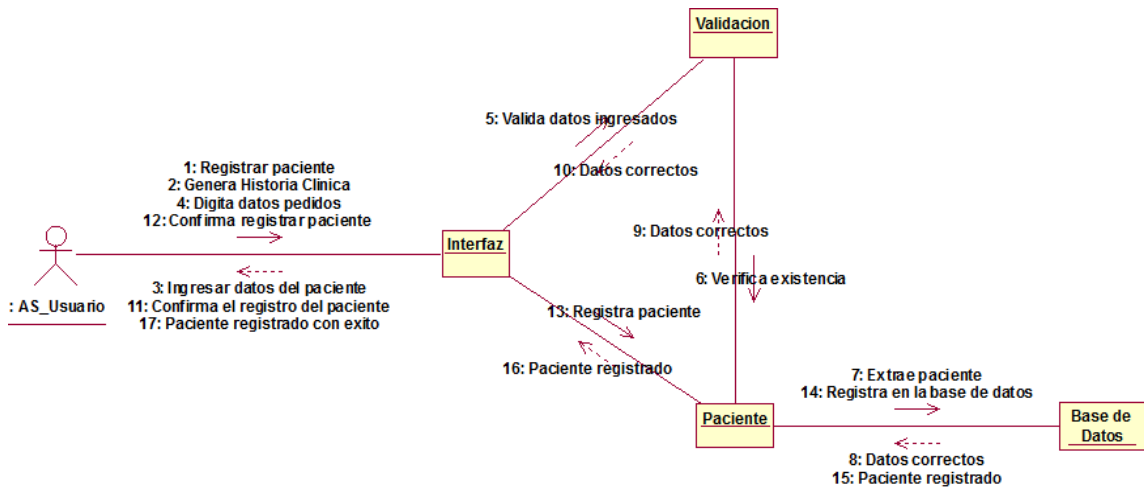 Validacion
5: Valida datos ingresados
10: Datos correctos
1: Registrar paciente
2: Genera Historia Clinica
4: Digita datos pedidos
12: Confirma registrar paciente
Interfaz
9: Datos correctos
6: Verifica existencia
: AS_Usuario
3: Ingresar datos del paciente
11: Confirma el registro del paciente
17: Paciente registrado con exito
13: Registra paciente
16: Paciente registrado
7: Extrae paciente
14: Registra en la base de datos
Paciente
Base de
Datos
8: Datos correctos
15: Paciente registrado